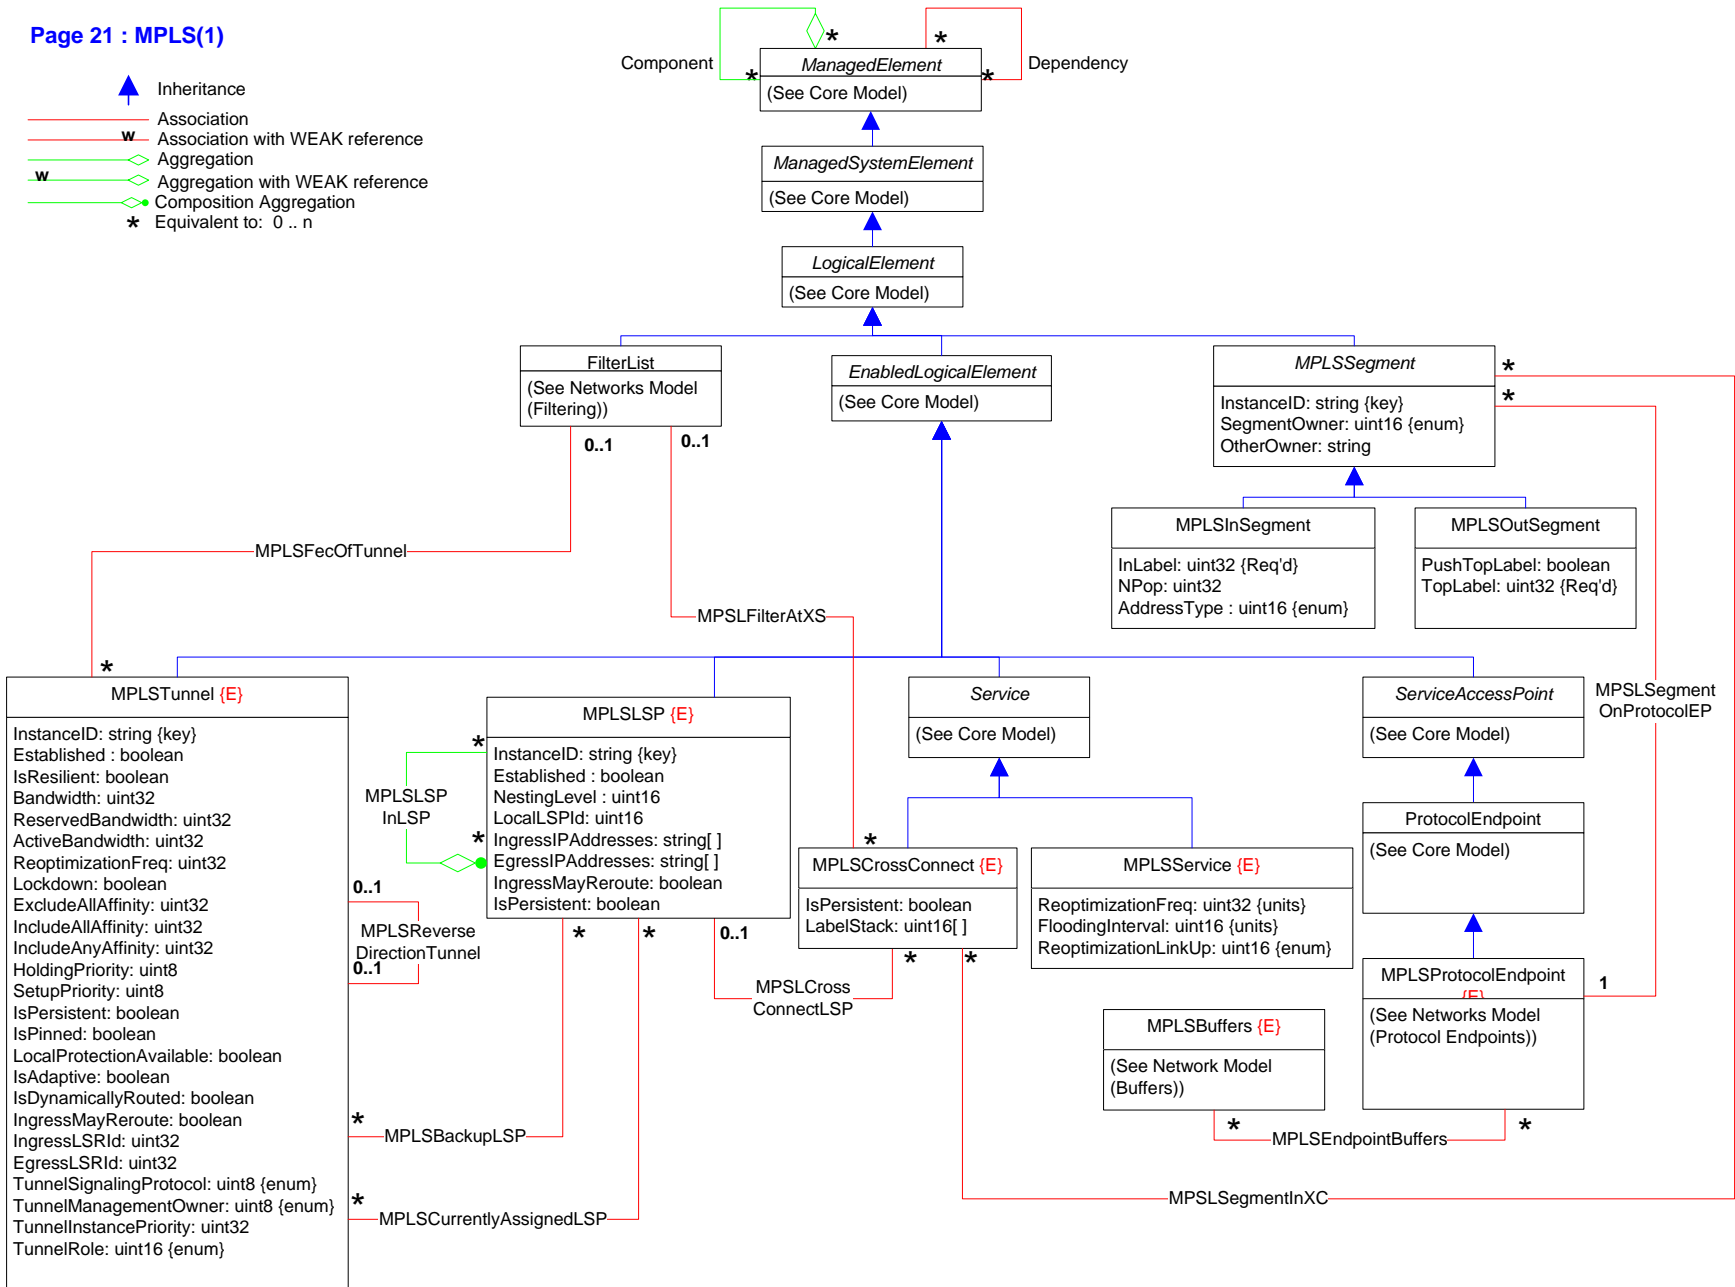 Page 21 : MPLS(1)
Inheritance
Association
w
Association with WEAK reference
Aggregation
w
Aggregation with WEAK reference
Composition Aggregation
* Equivalent to: 0 .. n
Component
*
*
*
*
Dependency
ManagedElement
(See Core Model)
ManagedSystemElement
(See Core Model)
LogicalElement
(See Core Model)
FilterList
(See Networks Model
(Filtering))
0..1
0..1
EnabledLogicalElement
(See Core Model)
MPLSSegment
InstanceID: string {key}
SegmentOwner: uint16 {enum}
OtherOwner: string
*
*
MPLSInSegment
InLabel: uint32 {Req'd}
NPop: uint32
AddressType : uint16 {enum}
MPLSOutSegment
PushTopLabel: boolean
TopLabel: uint32 {Req'd}
MPLSFecOfTunnel
MPSLFilterAtXS
*
MPLSTunnel {E}
InstanceID: string {key}
Established : boolean
IsResilient: boolean
Bandwidth: uint32
ReservedBandwidth: uint32
ActiveBandwidth: uint32
ReoptimizationFreq: uint32
Lockdown: boolean
ExcludeAllAffinity: uint32
IncludeAllAffinity: uint32
IncludeAnyAffinity: uint32
HoldingPriority: uint8
SetupPriority: uint8
IsPersistent: boolean
IsPinned: boolean
LocalProtectionAvailable: boolean
IsAdaptive: boolean
IsDynamicallyRouted: boolean
IngressMayReroute: boolean
IngressLSRId: uint32
EgressLSRId: uint32
TunnelSignalingProtocol: uint8 {enum}
TunnelManagementOwner: uint8 {enum}
TunnelInstancePriority: uint32
TunnelRole: uint16 {enum}
0..1
MPLSReverse
DirectionTunnel
0..1
MPLSLSP
InLSP
*
*
MPLSLSP {E}
InstanceID: string {key}
Established : boolean
NestingLevel : uint16
LocalLSPId: uint16
IngressIPAddresses: string[ ]
EgressIPAddresses: string[ ]
IngressMayReroute: boolean
IsPersistent: boolean
*
*
0..1
MPSLCross
ConnectLSP
*
MPLSBackupLSP
*
MPLSCurrentlyAssignedLSP
Service
(See Core Model)
*
MPLSCrossConnect {E}
IsPersistent: boolean
LabelStack: uint16[ ]
*
*
MPLSService {E}
ReoptimizationFreq: uint32 {units}
FloodingInterval: uint16 {units}
ReoptimizationLinkUp: uint16 {enum}
ServiceAccessPoint
(See Core Model)
MPSLSegment
OnProtocolEP
ProtocolEndpoint
(See Core Model)
MPLSProtocolEndpoint
{E}
(See Networks Model
(Protocol Endpoints))
1
MPLSBuffers {E}
(See Network Model
(Buffers))
*
MPLSEndpointBuffers
*
MPSLSegmentInXC